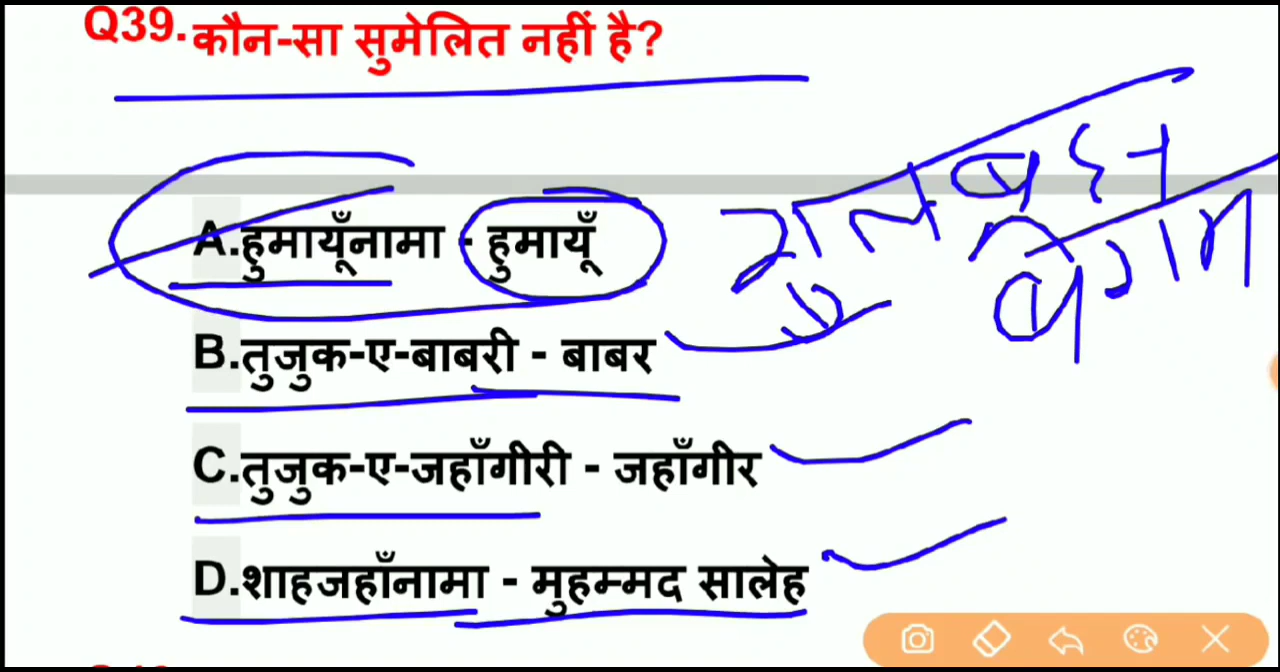 Q39. कौन-सा सुमेलित नहीं है?
A.हुमायूँनामा - हुमायूँ
गुलबदन
बेगम
B.तुजुक-ए-बाबरी - बाबर
C.तुजुक-ए-जहाँगीरी - जहाँगीर
D.शाहजहाँनामा - मुहम्मद सालेह